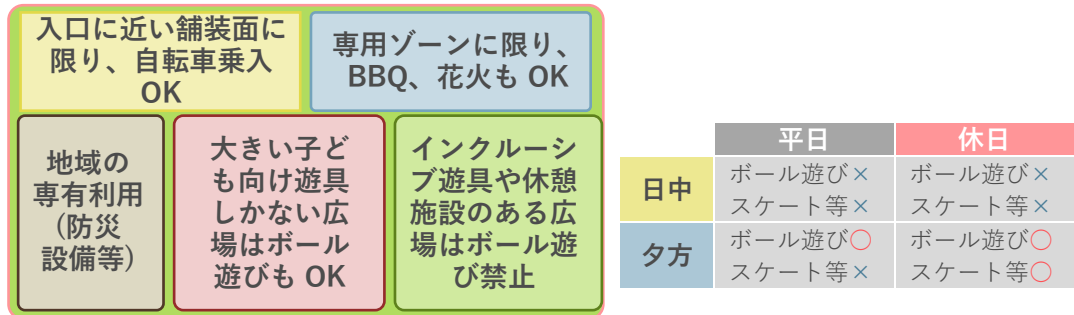 入口に近い舗装面に
限り、自転車乗入
OK
専用ゾーンに限り、
BBQ、花火も OK
地域の
専有利用
(防災
設備等)
大きい子ど
も向け遊具
しかない広
場はボール
遊びも OK
インクルーシ
ブ遊具や休憩
施設のある広
場はボール遊
び禁止
平日 休日
日中
ボール遊び× ボール遊び×
スケート等× スケート等×
夕方
ボール遊び○ ボール遊び○
スケート等× スケート等○